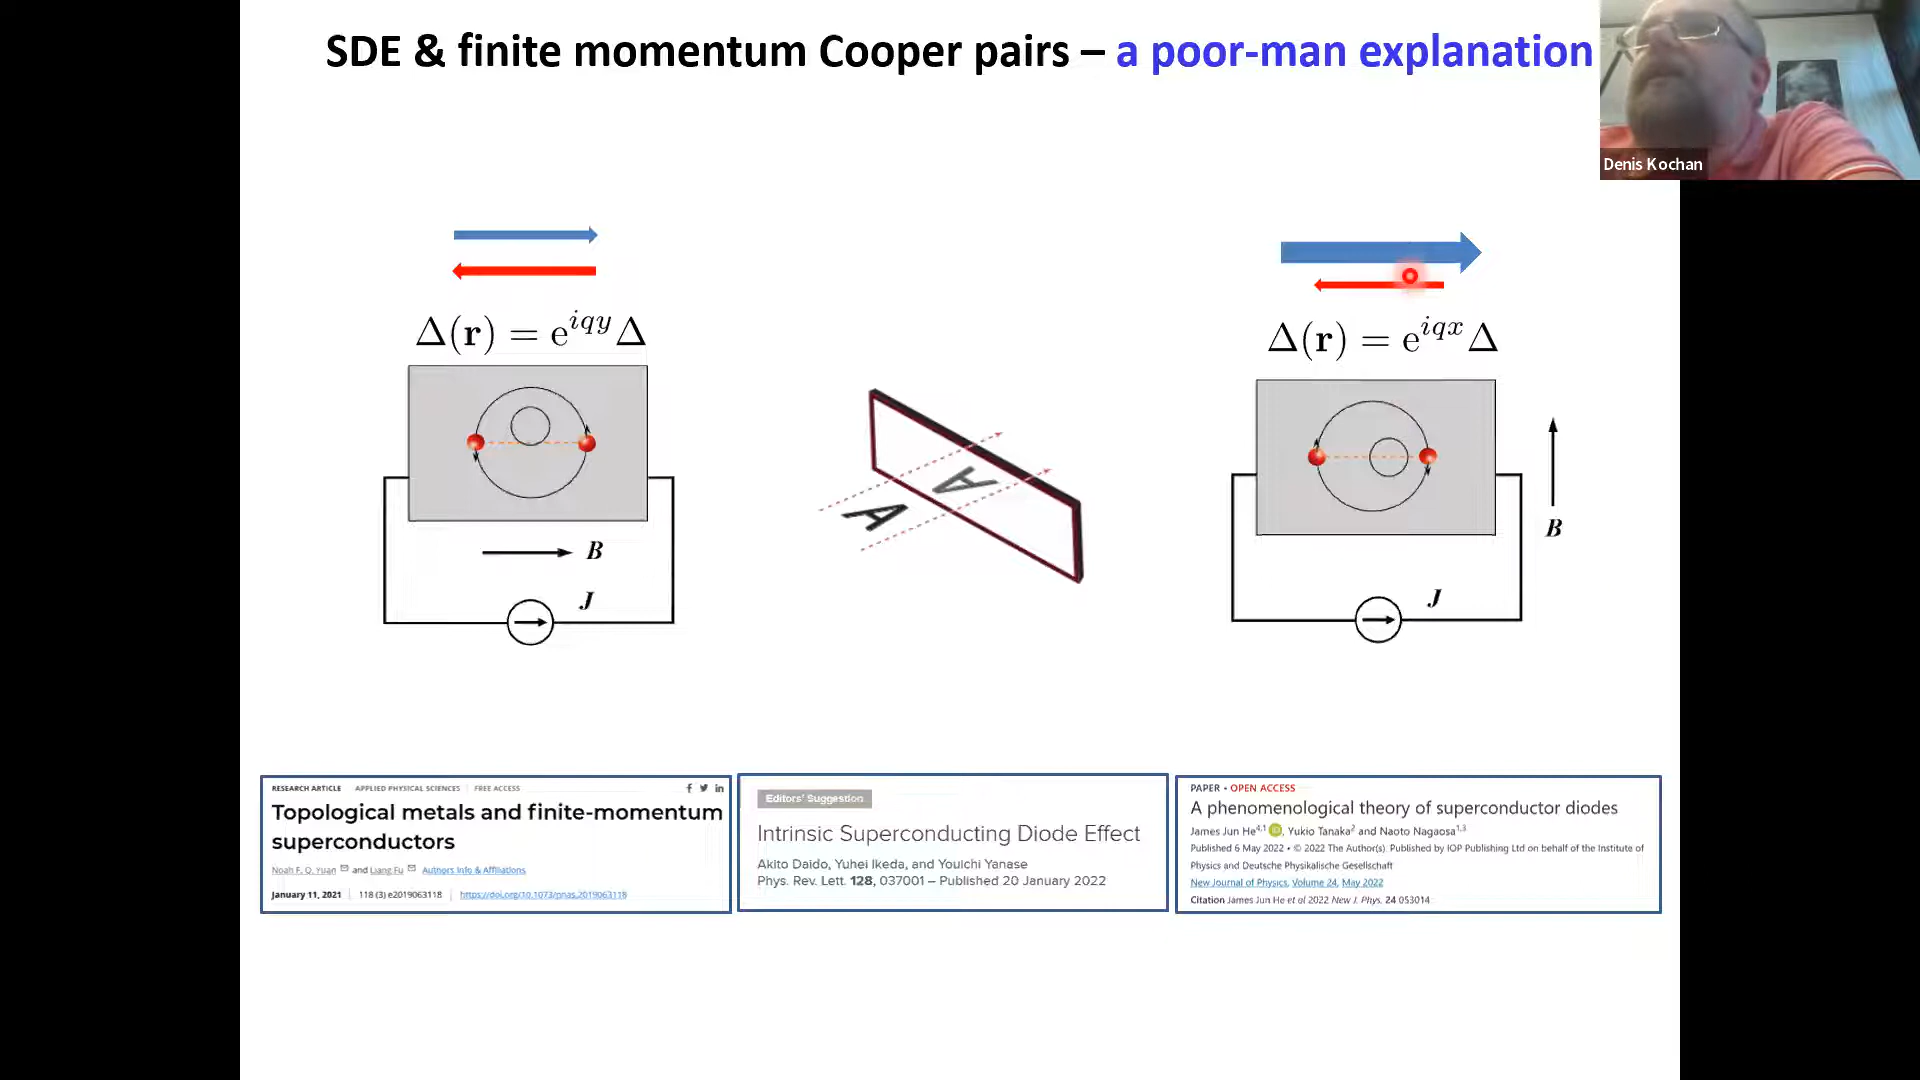 SDE & finite momentum Cooper pairs – a poor-man explanation
Denis Kochan
Δ(r) = e^{iqy}Δ
B
J
A
A
Δ(r) = e^{iqx}Δ
B
J
RESEARCH ARTICLE APPLIED PHYSICAL SCIENCES FREE ACCESS
Topological metals and finite-momentum
superconductors
Noah F. Q. Yuan and Liang Fu Authors Info & Affiliations
January 11, 2021 118 (3) e2019063118 https://doi.org/10.1073/pnas.2019063118
Editors' Suggestion
Intrinsic Superconducting Diode Effect
Akito Daido, Yuhei Ikeda, and Youichi Yanase
Phys. Rev. Lett. 128, 037001 – Published 20 January 2022
PAPER • OPEN ACCESS
A phenomenological theory of superconductor diodes
James Jun He4,1, Yukio Tanaka2 and Naoto Nagaosa1,3
Published 6 May 2022 • © 2022 The Author(s). Published by IOP Publishing Ltd on behalf of the Institute of
Physics and Deutsche Physikalische Gesellschaft
New Journal of Physics, Volume 24, May 2022
Citation James Jun He et al 2022 New J. Phys. 24 053014